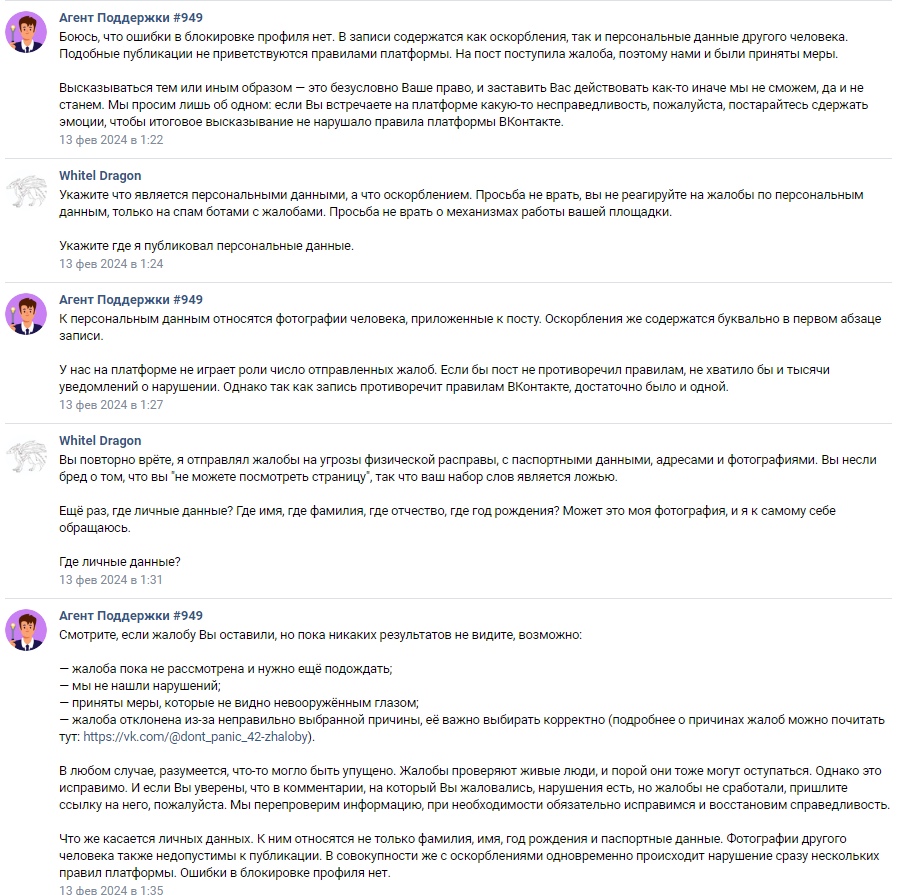 Агент Поддержки #949
Боюсь, что ошибки в блокировке профиля нет. В записи содержатся как оскорбления, так и персональные данные другого человека.
Подобные публикации не приветствуются правилами платформы. На пост поступила жалоба, поэтому нами и были приняты меры.
Высказываться тем или иным образом — это безусловно Ваше право, и заставить Вас действовать как-то иначе мы не сможем, да и не
станем. Мы просим лишь об одном: если Вы встречаете на платформе какую-то несправедливость, пожалуйста, постарайтесь сдержать
эмоции, чтобы итоговое высказывание не нарушало правила платформы ВКонтакте.
13 фев 2024 в 1:22
Whitel Dragon
Укажите что является персональными данными, а что оскорблением. Просьба не врать, вы не реагируйте на жалобы по персональным
данным, только на спам ботами с жалобами. Просьба не врать о механизмах работы вашей площадки.
Укажите где я публиковал персональные данные.
13 фев 2024 в 1:24
Агент Поддержки #949
К персональным данным относятся фотографии человека, приложенные к посту. Оскорбления же содержатся буквально в первом абзаце
записи.
У нас на платформе не играет роли число отправленных жалоб. Если бы пост не противоречил правилам, не хватило бы и тысячи
уведомлений о нарушении. Однако так как запись противоречит правилам ВКонтакте, достаточно было и одной.
13 фев 2024 в 1:27
Whitel Dragon
Вы повторно врёте, я отправлял жалобы на угрозы физической расправы, с паспортными данными, адресами и фотографиями. Вы несли
бред о том, что вы "не можете посмотреть страницу", так что ваш набор слов является ложью.
Ещё раз, где личные данные? Где имя, где фамилия, где отчество, где год рождения? Может это моя фотография, и я к самому себе
обращаюсь.
Где личные данные?
13 фев 2024 в 1:31
Агент Поддержки #949
Смотрите, если жалобу Вы оставили, но пока никаких результатов не видите, возможно:
— жалоба пока не рассмотрена и нужно ещё подождать;
— мы не нашли нарушений;
— приняты меры, которые не видно невооружённым глазом;
— жалоба отклонена из-за неправильно выбранной причины, её важно выбирать корректно (подробнее о причинах жалоб можно почитать
тут: https://vk.com/@dont_panic_42-zhaloby).
В любом случае, разумеется, что-то могло быть упущено. Жалобы проверяют живые люди, и порой они тоже могут оступаться. Однако это
исправимо. И если Вы уверены, что в комментарии, на который Вы жаловались, нарушения есть, но жалобы не сработали, пришлите
ссылку на него, пожалуйста. Мы перепроверим информацию, при необходимости обязательно исправимся и восстановим справедливость.
Что же касается личных данных. К ним относятся не только фамилия, имя, год рождения и паспортные данные. Фотографии другого
человека также недопустимы к публикации. В совокупности же с оскорблениями одновременно происходит нарушение сразу нескольких
правил платформы. Ошибки в блокировке профиля нет.
13 фев 2024 в 1:35